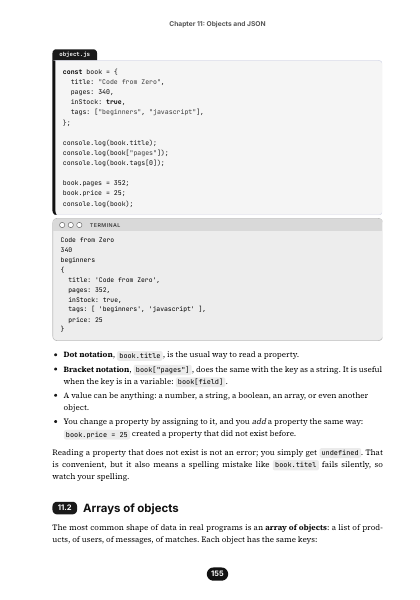 Chapter 11: Objects and JSON
object.js
const book = {
  title: "Code from Zero",
  pages: 340,
  inStock: true,
  tags: ["beginners", "javascript"],
};
console.log(book.title);
console.log(book["pages"]);
console.log(book.tags[0]);
book.pages = 352;
book.price = 25;
console.log(book);
TERMINAL
Code from Zero
340
beginners
{
  title: 'Code from Zero',
  pages: 352,
  inStock: true,
  tags: [ 'beginners', 'javascript' ],
  price: 25
}
• Dot notation, book.title, is the usual way to read a property.
• Bracket notation, book["pages"], does the same with the key as a string. It is useful
when the key is in a variable: book[field].
• A value can be anything: a number, a string, a boolean, an array, or even another
object.
• You change a property by assigning to it, and you add a property the same way:
book.price = 25 created a property that did not exist before.
Reading a property that does not exist is not an error; you simply get undefined. That
is convenient, but it also means a spelling mistake like book.titel fails silently, so
watch your spelling.
11.2 Arrays of objects
The most common shape of data in real programs is an array of objects: a list of prod-
ucts, of users, of messages, of matches. Each object has the same keys:
155